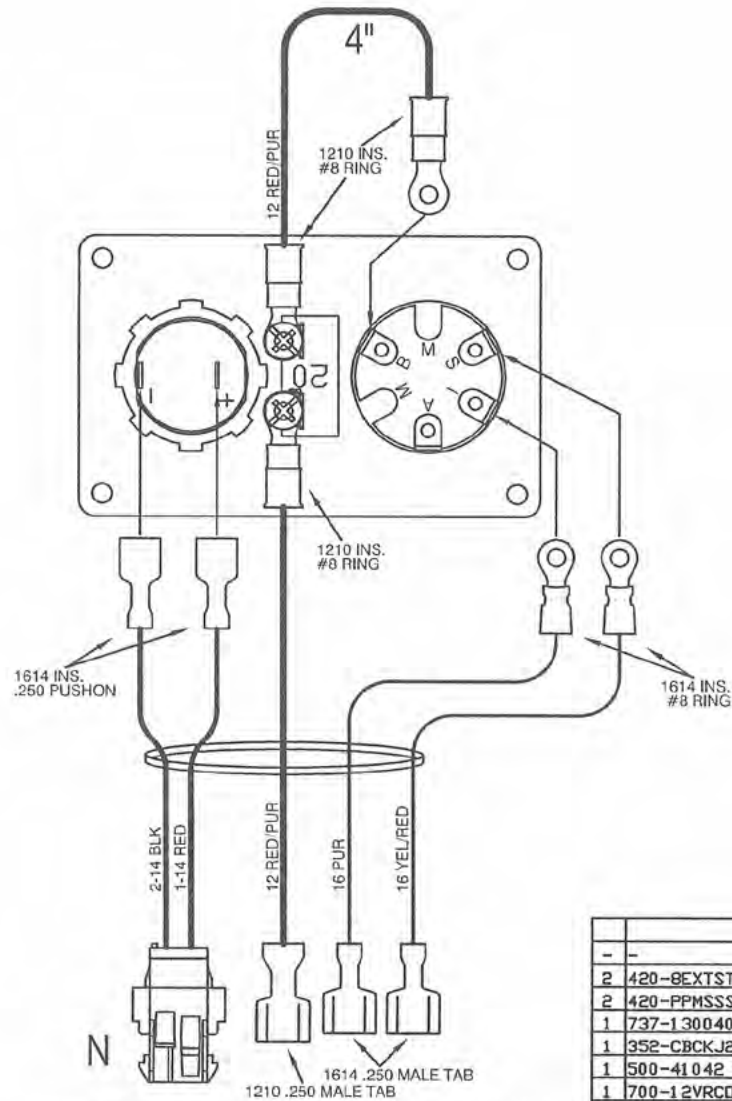 4"
1210 INS.
#8 RING
12 RED/PUR
M
B
S
I
M
A
20
-
+
1210 INS.
#8 RING
1614 INS.
.250 PUSHON
1614 INS.
#8 RING
2-14 BLK
1-14 RED
12 RED/PUR
16 PUR
16 YEL/RED
N
1210 .250 MALE TAB
1614 .250 MALE TAB
- -
2 420-8EXTST
2 420-PPMSSS
1 737-130040
1 352-CBCKJ2
1 500-41042
1 700-12VRCD